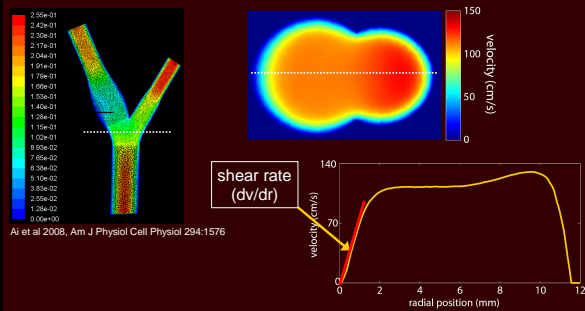 2.55e-01
2.42e-01
2.30e-01
2.17e-01
2.04e-01
1.91e-01
1.79e-01
1.66e-01
1.53e-01
1.40e-01
1.28e-01
1.15e-01
1.02e-01
8.93e-02
7.65e-02
6.38e-02
5.10e-02
3.83e-02
2.55e-02
1.28e-02
0.00e+00
Ai et al 2008, Am J Physiol Cell Physiol 294:1576
150
100
50
0
velocity (cm/s)
shear rate
(dv/dr)
140
70
0
velocity (cm/s)
0
2
4
6
8
10
12
radial position (mm)